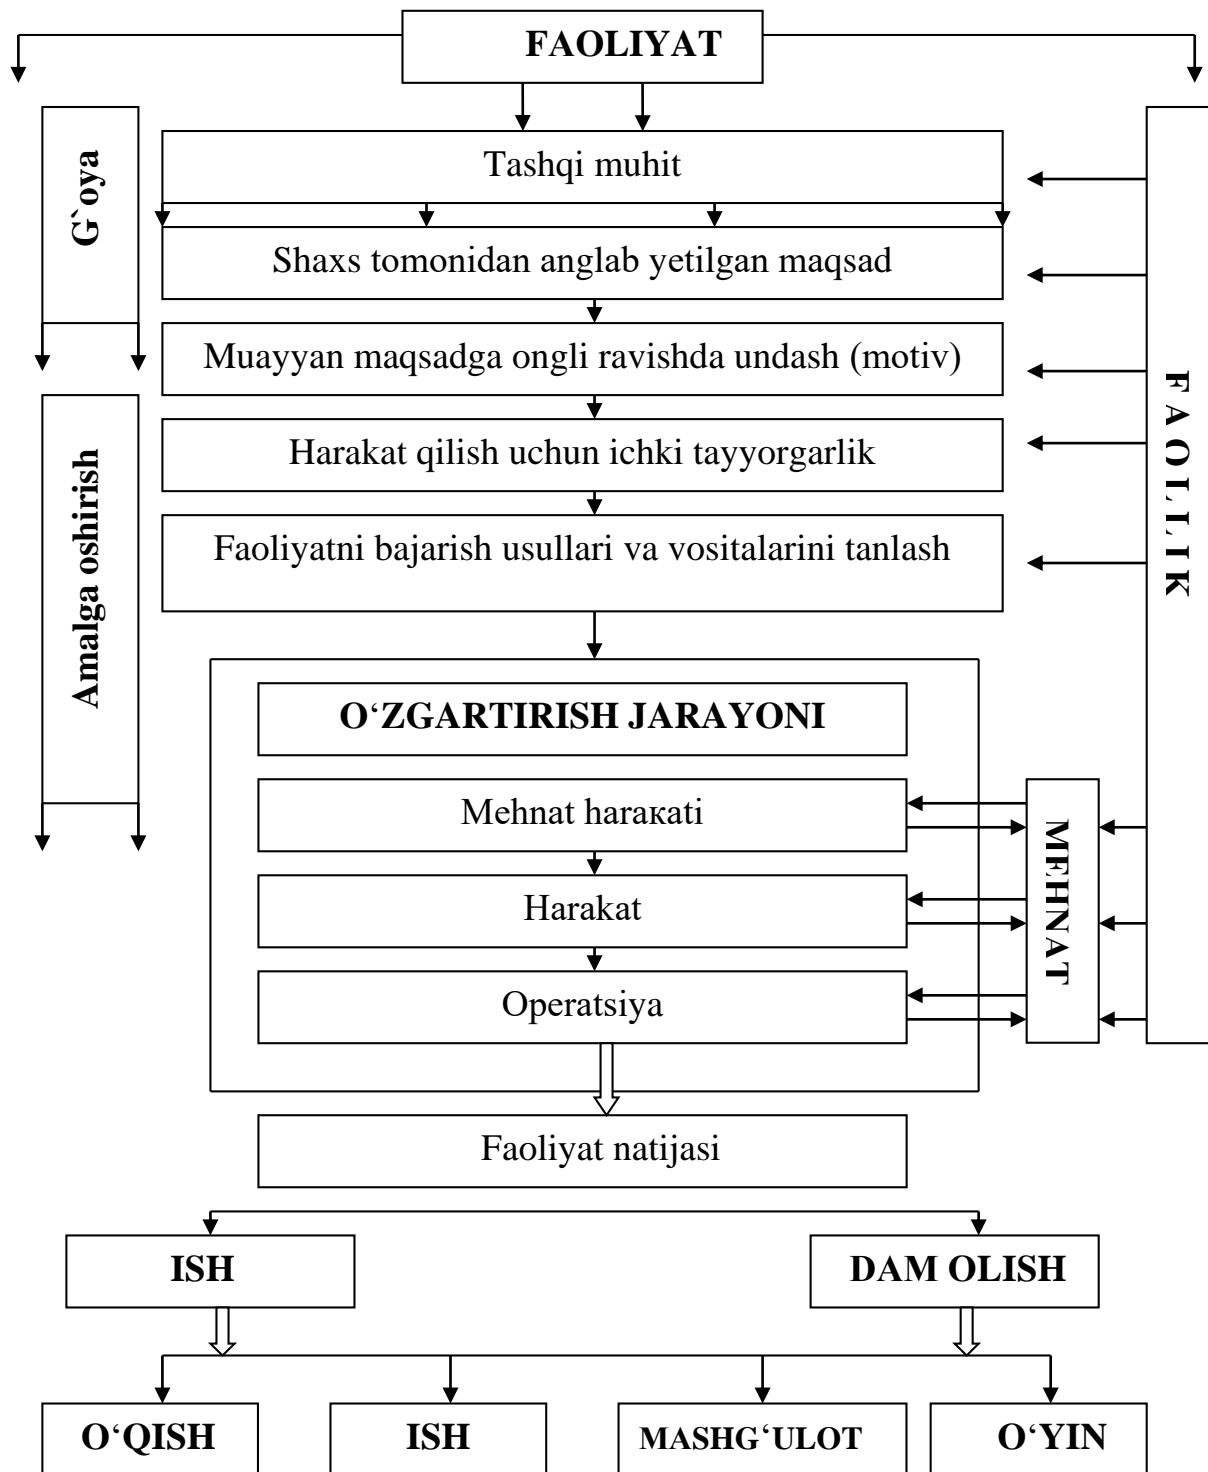 FAOLIYAT
G`oya
Tashqi muhit
Shaxs tomonidan anglab yetilgan maqsad
Muayyan maqsadga ongli ravishda undash (motiv)
Harakat qilish uchun ichki tayyorgarlik
Faoliyatni bajarish usullari va vositalarini tanlash
Amalga oshirish
F A O L L I K
O‘ZGARTIRISH JARAYONI
Mehnat haraкati
Harakat
Operatsiya
MEHNAT
Faoliyat natijasi
ISH
DAM OLISH
O‘QISH
ISH
MASHG‘ULOT
O‘YIN